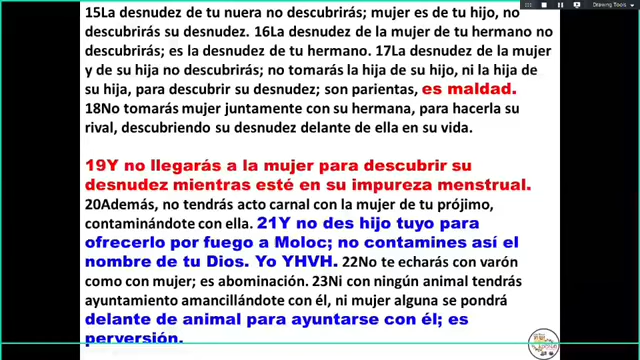 Drawing Tools
15La desnudez de tu nuera no descubrirás; mujer es de tu hijo, no
descubrirás su desnudez. 16La desnudez de la mujer de tu hermano no
descubrirás; es la desnudez de tu hermano. 17La desnudez de la mujer
y de su hija no descubrirás; no tomarás la hija de su hijo, ni la hija de
su hija, para descubrir su desnudez; son parientas, es maldad.
18No tomarás mujer juntamente con su hermana, para hacerla su
rival, descubriendo su desnudez delante de ella en su vida.
19Y no llegarás a la mujer para descubrir su
desnudez mientras esté en su impureza menstrual.
20Además, no tendrás acto carnal con la mujer de tu prójimo,
contaminándote con ella. 21Y no des hijo tuyo para
ofrecerlo por fuego a Moloc; no contamines así el
nombre de tu Dios. Yo YHVH. 22No te echarás con varón
como con mujer; es abominación. 23Ni con ningún animal tendrás
ayuntamiento amancillándote con él, ni mujer alguna se pondrá
delante de animal para ayuntarse con él; es
perversión.